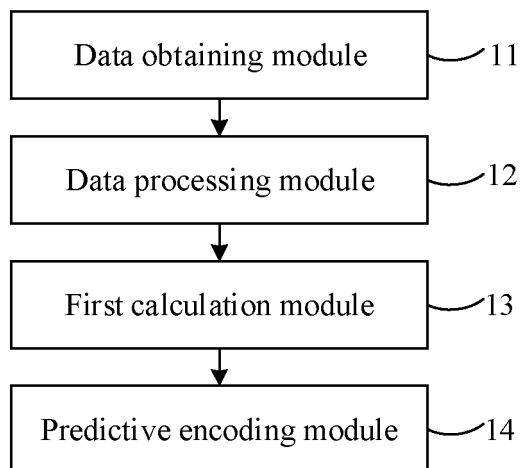 Data obtaining module 11
Data processing module 12
First calculation module 13
Predictive encoding module 14